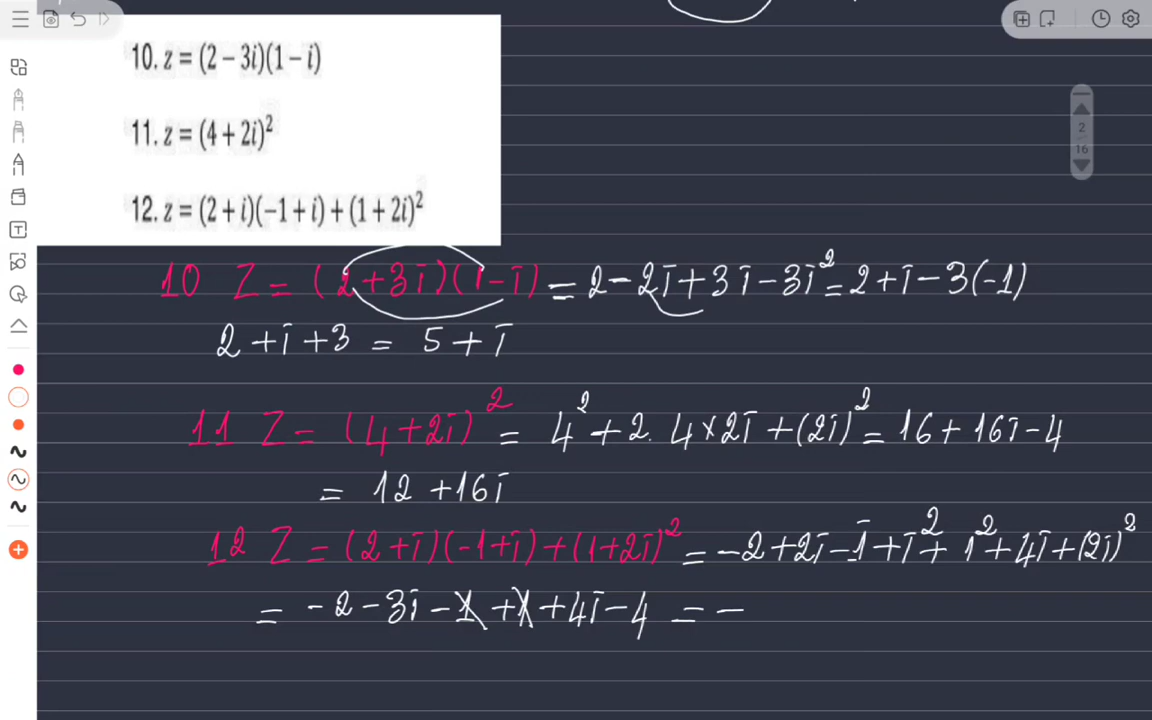 10. z = (2 − 3i)(1 − i)
11. z = (4 + 2i)²
12. z = (2 + i)(−1 + i) + (1 + 2i)²
2
16
10 Z = (2+3i)(1-i) = 2-2i+3i-3i² = 2+i-3(-1)
2+i+3 = 5+i
11 Z = (4+2i)² = 4²+2.4×2i+(2i)² = 16+16i-4
= 12+16i
12 Z = (2+i)(-1+i)+(1+2i)² = -2+2i-i+i²+1²+4i+(2i)²
= -2-3i-1+1+4i-4 = -